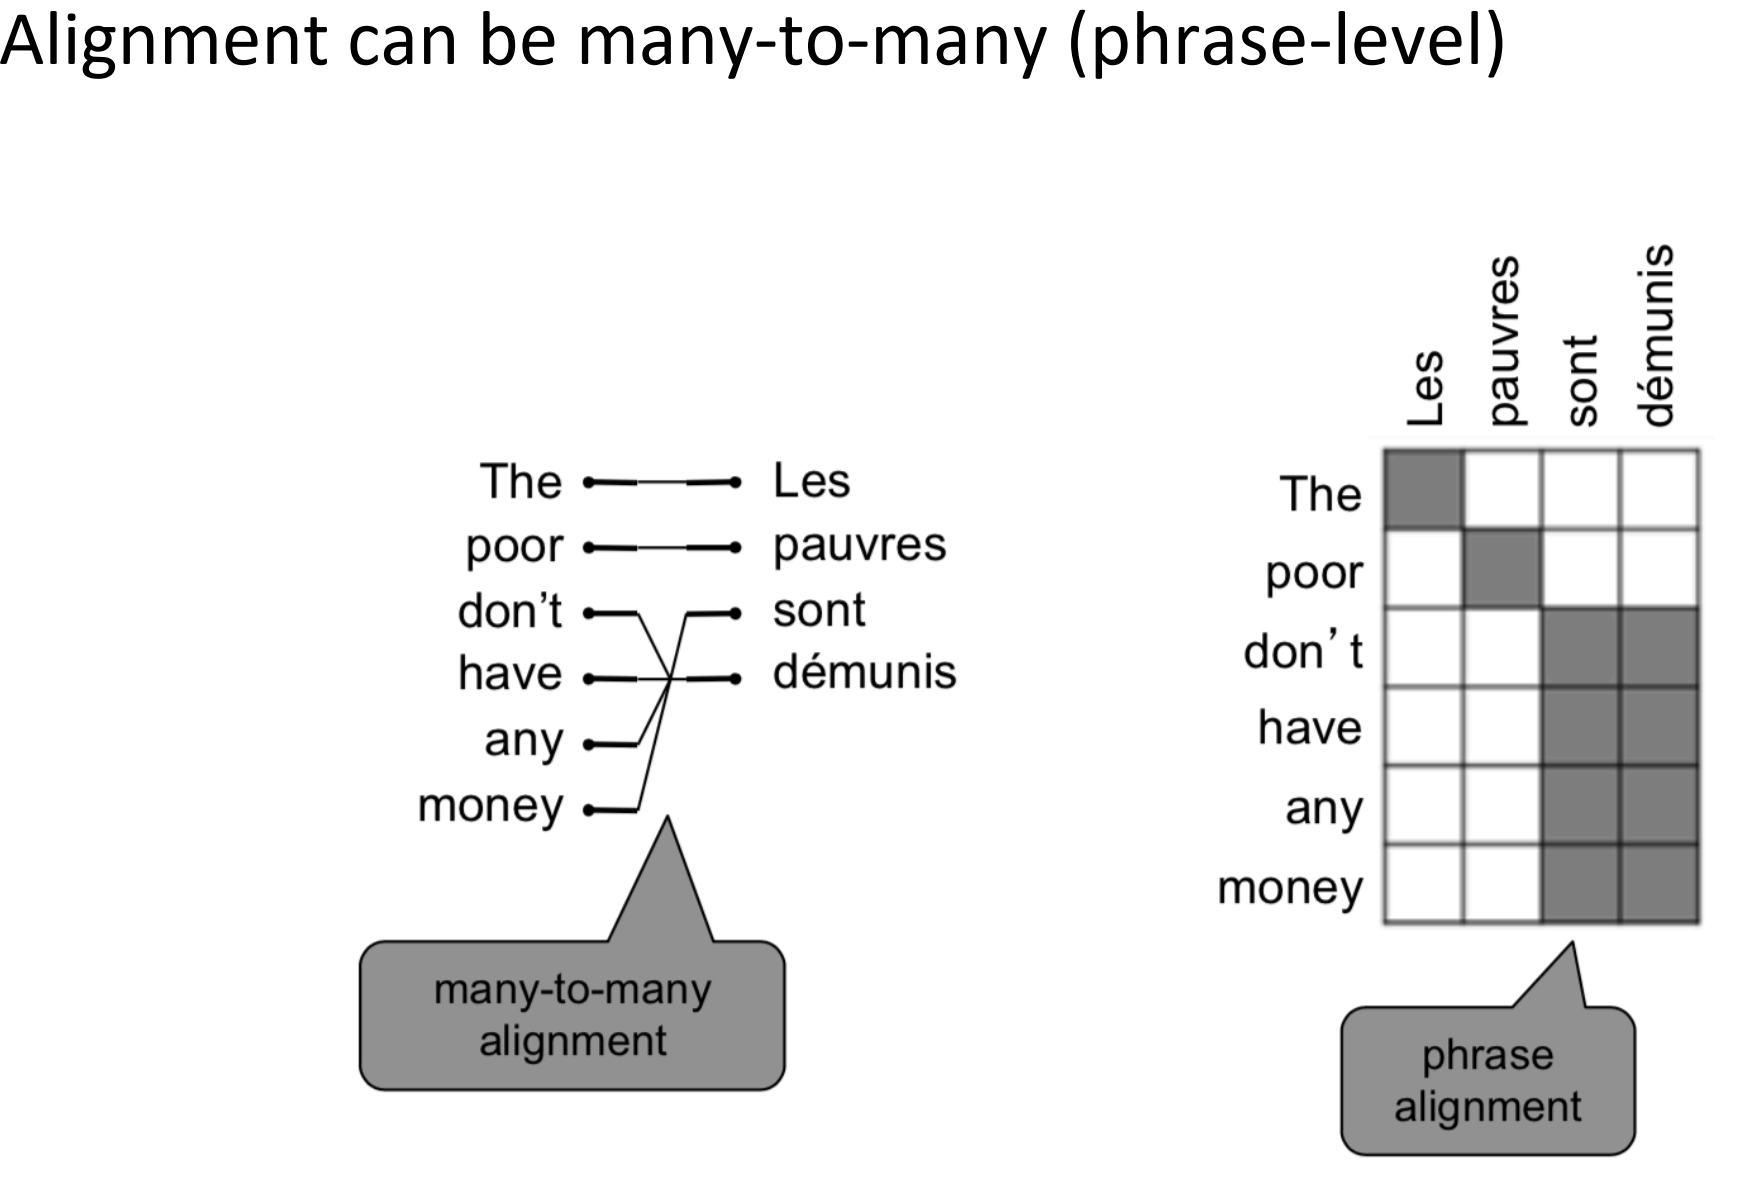 Alignment can be many-to-many (phrase-level)
The Les
poor pauvres
don’t sont
have démunis
any
money
many-to-many
alignment
Les
pauvres
sont
démunis
The
poor
don’ t
have
any
money
phrase
alignment